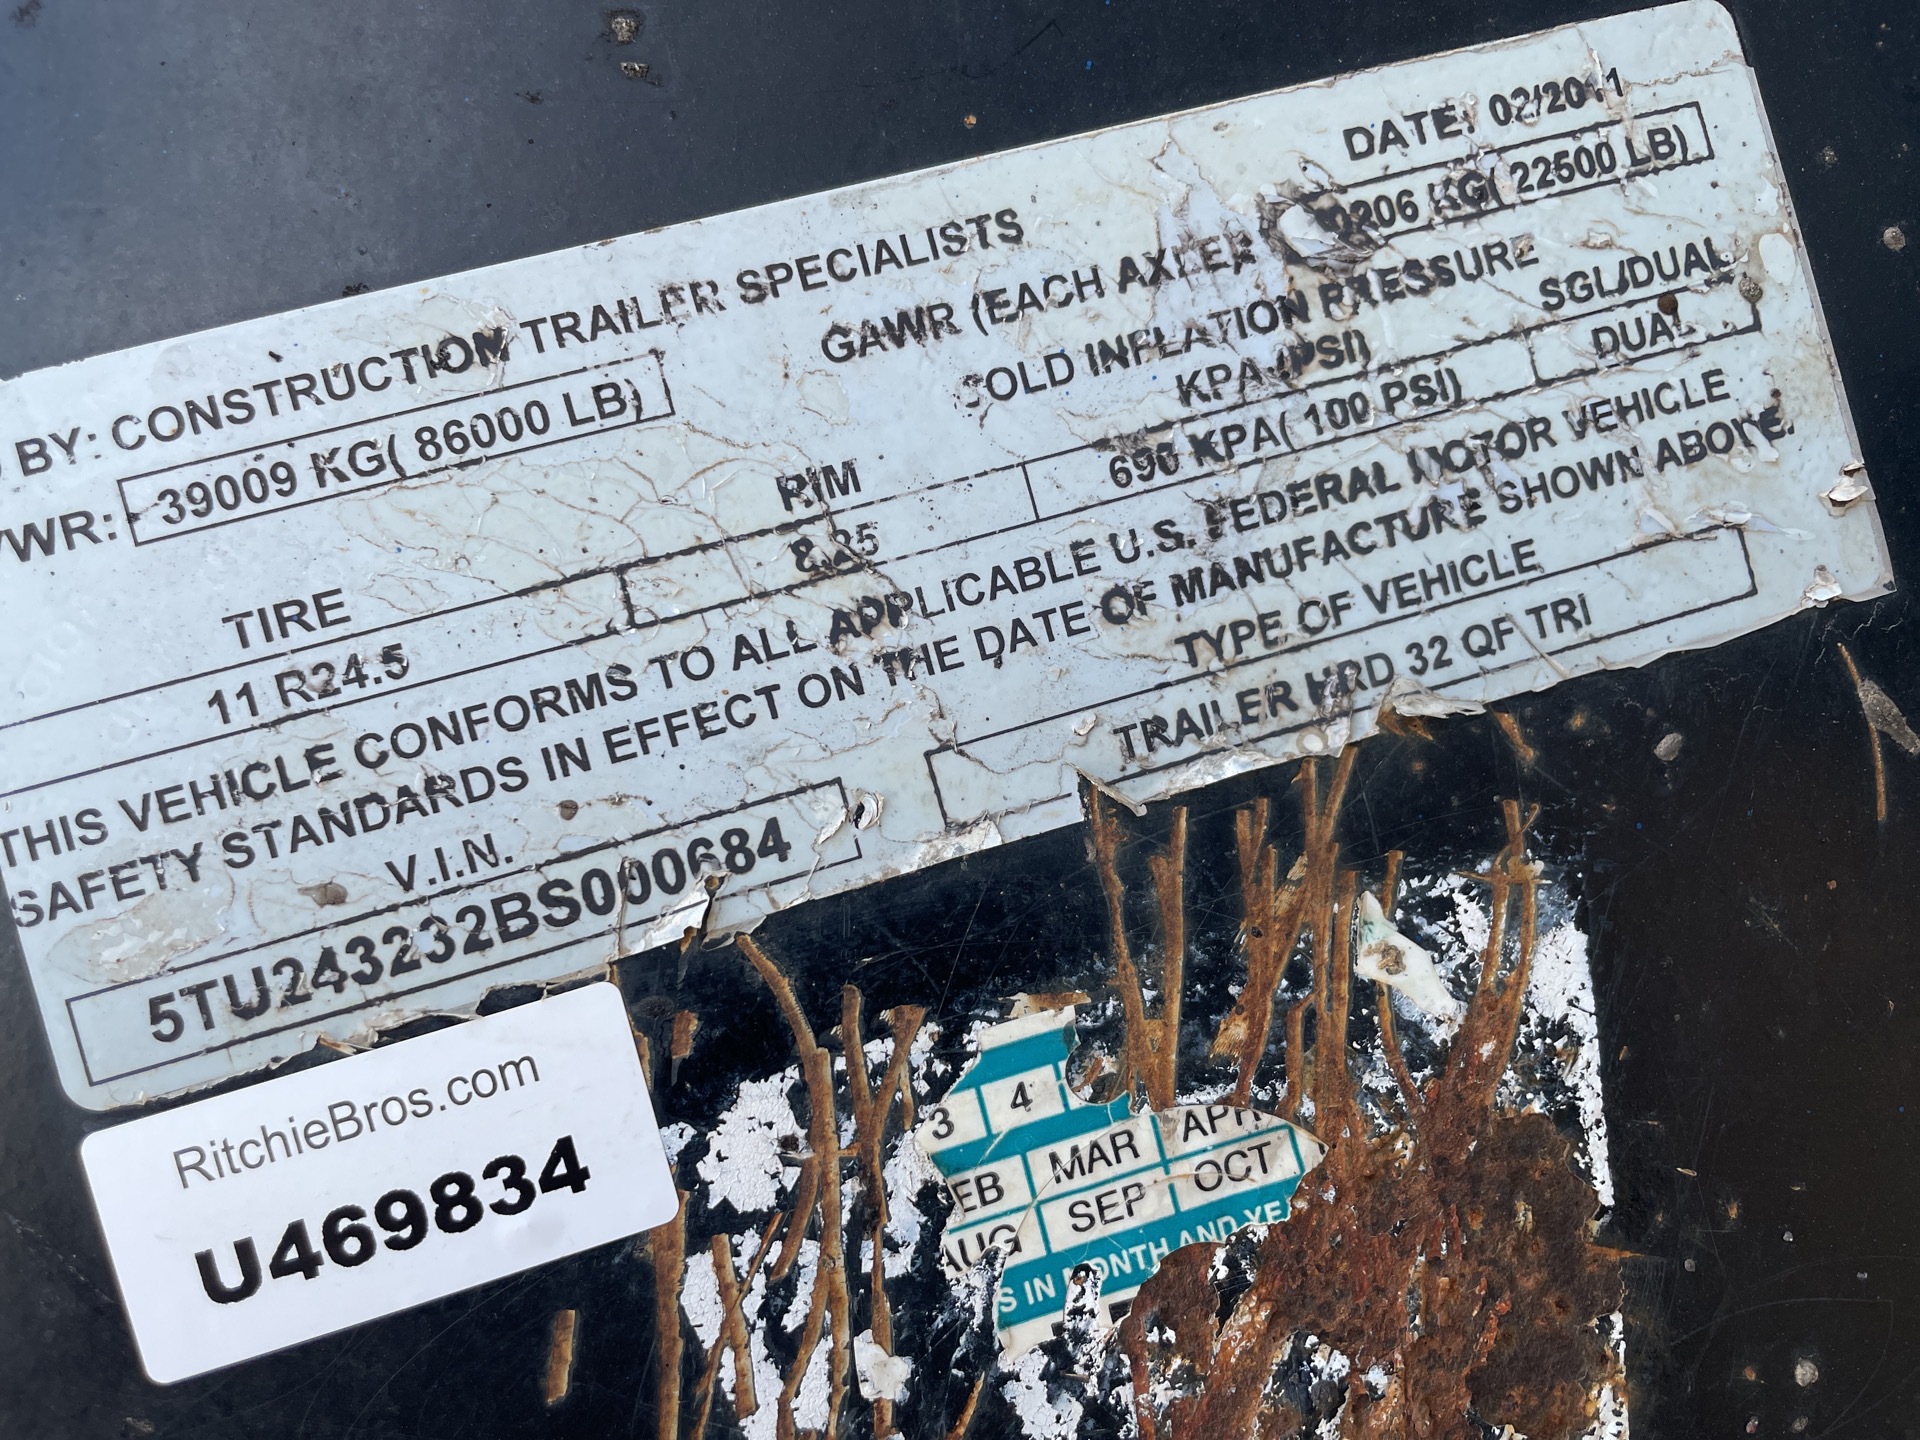 BY: CONSTRUCTION TRAILER SPECIALISTS
DATE: 02/2011
WR: 39009 KG( 86000 LB)
GAWR (EACH AXLE) 0206 KG( 22500 LB)
TIRE
RIM
COLD INFLATION PRESSURE
KPA (PSI)
SGL/DUAL
11 R24.5
8.25
690 KPA( 100 PSI)
DUAL
THIS VEHICLE CONFORMS TO ALL APPLICABLE U.S. FEDERAL MOTOR VEHICLE
SAFETY STANDARDS IN EFFECT ON THE DATE OF MANUFACTURE SHOWN ABOVE.
V.I.N.
TYPE OF VEHICLE
5TU243232BS000684
TRAILER HRD 32 QF TRI
RitchieBros.com
U469834
3 4
EB MAR APR
AUG SEP OCT
S IN MONTH AND YE